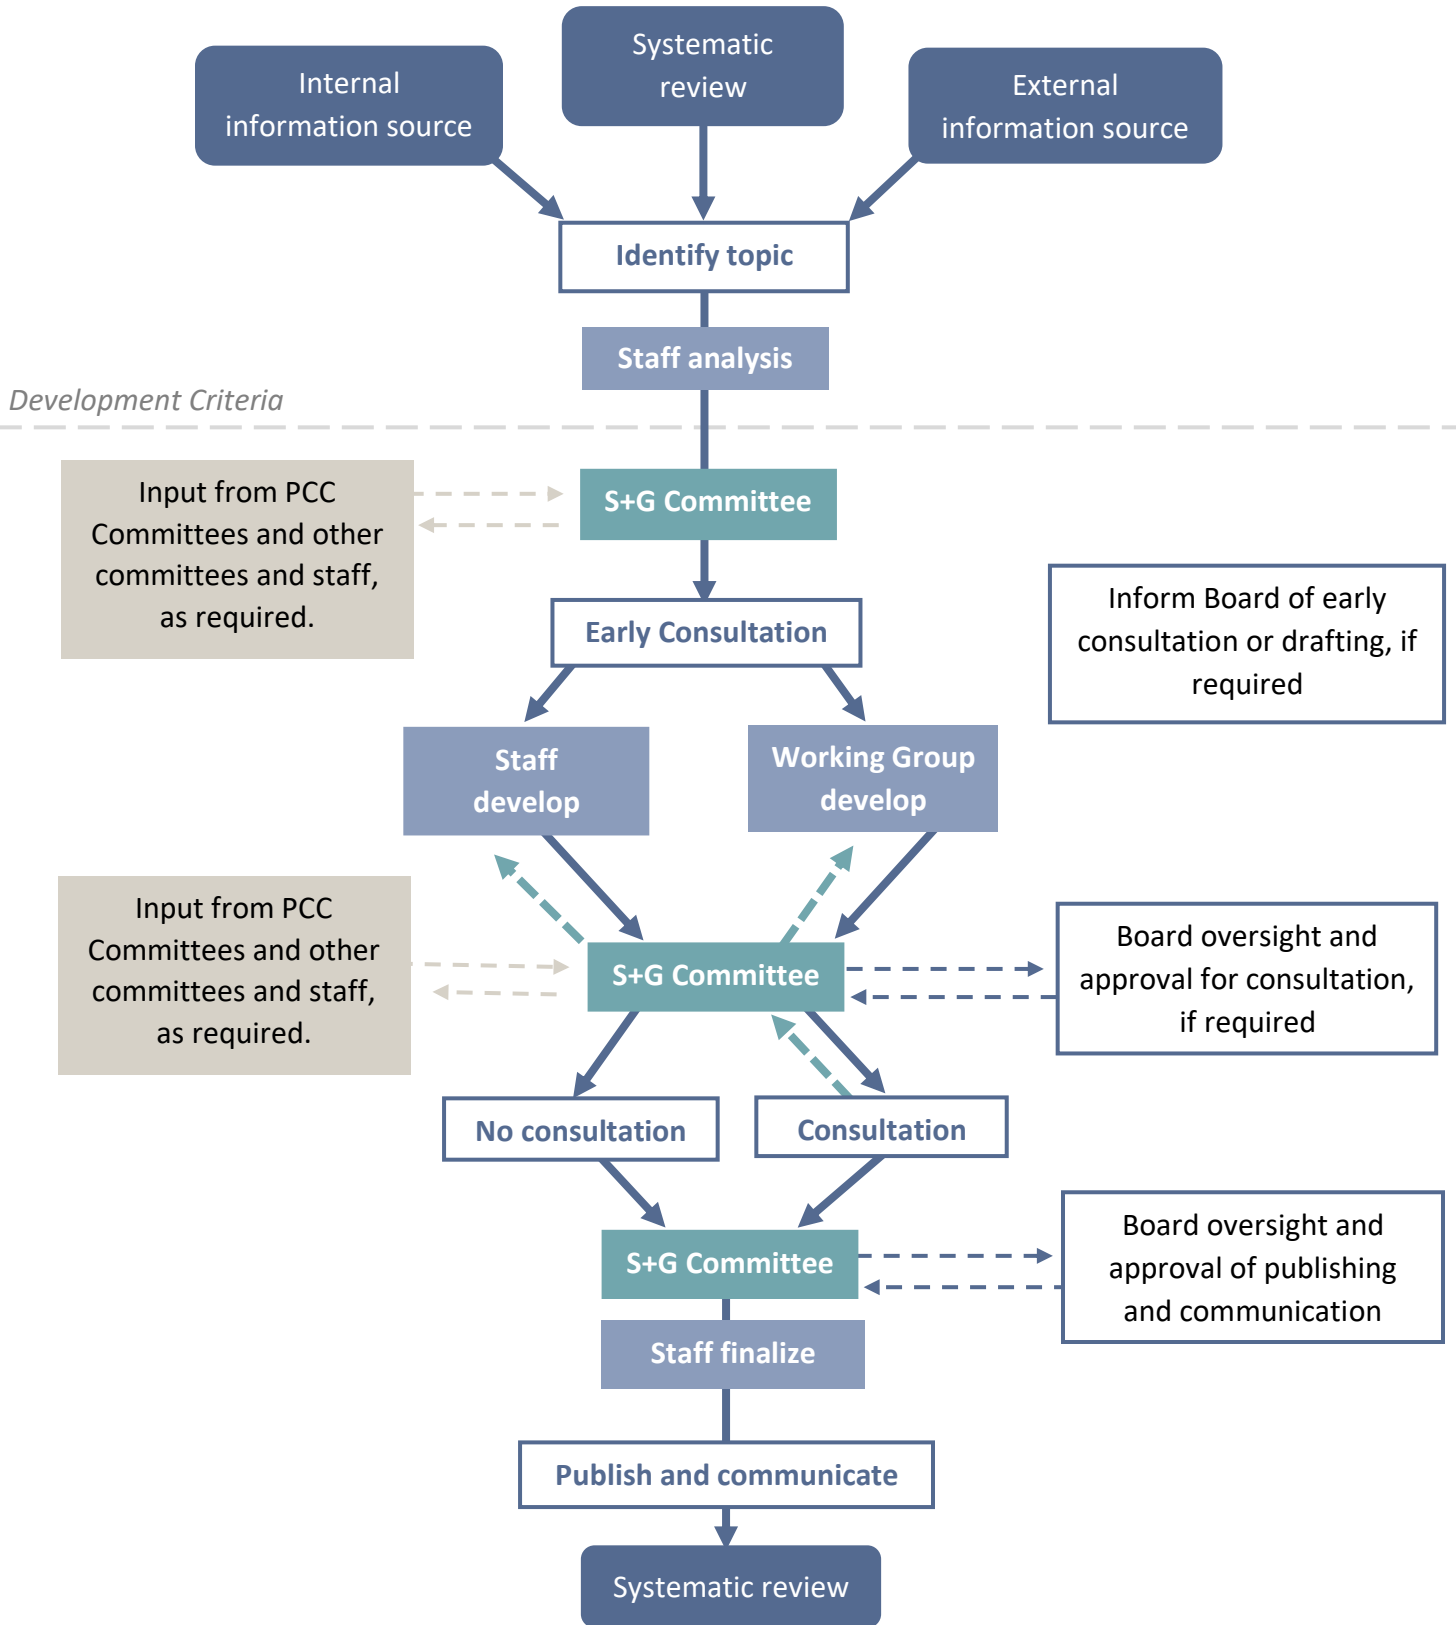 Systematic
review
Internal
information source
External
information source
Identify topic
Staff analysis
Development Criteria
Input from PCC
Committees and other
committees and staff,
as required.
S+G Committee
Early Consultation
Inform Board of early
consultation or drafting, if
required
Staff
develop
Working Group
develop
Input from PCC
Committees and other
committees and staff,
as required.
S+G Committee
Board oversight and
approval for consultation,
if required
No consultation
Consultation
S+G Committee
Board oversight and
approval of publishing
and communication
Staff finalize
Publish and communicate
Systematic review